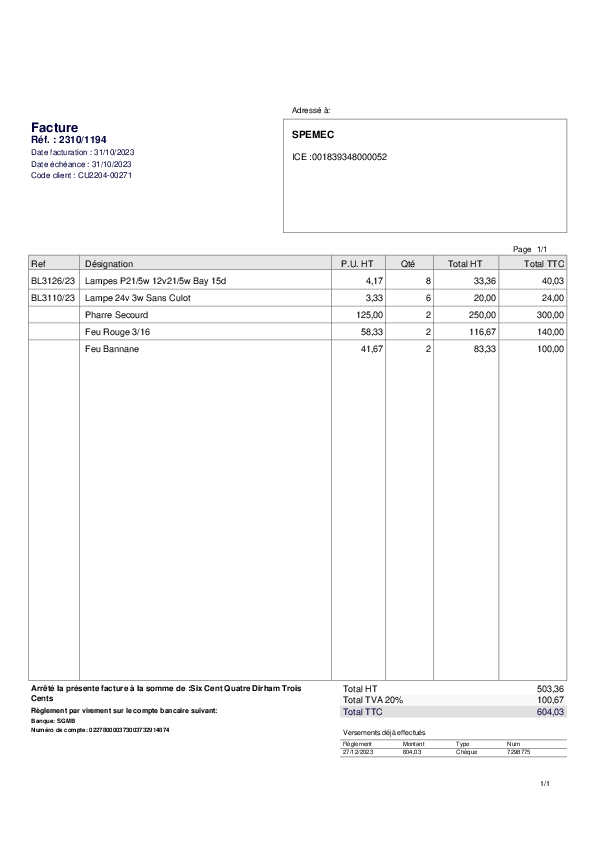 Adressé à:
Facture
Réf. : 2310/1194
Date facturation : 31/10/2023
Date échéance : 31/10/2023
Code client : CU2204-00271
SPEMEC
ICE :001839348000052
Page 1/1
Ref Désignation P.U. HT Qté Total HT Total TTC
BL3126/23 Lampes P21/5w 12v21/5w Bay 15d 4,17 8 33,36 40,03
BL3110/23 Lampe 24v 3w Sans Culot 3,33 6 20,00 24,00
Pharre Secourd 125,00 2 250,00 300,00
Feu Rouge 3/16 58,33 2 116,67 140,00
Feu Bannane 41,67 2 83,33 100,00
Arrêté la présente facture à la somme de :Six Cent Quatre Dirham Trois
Cents
Règlement par virement sur le compte bancaire suivant:
Banque: SGMB
Numéro de compte: 022780000373003732914874
Total HT 503,36
Total TVA 20% 100,67
Total TTC 604,03
Versements déjà effectués
Règlement Montant Type Num
27/12/2023 604,03 Chèque 7298775
1/1